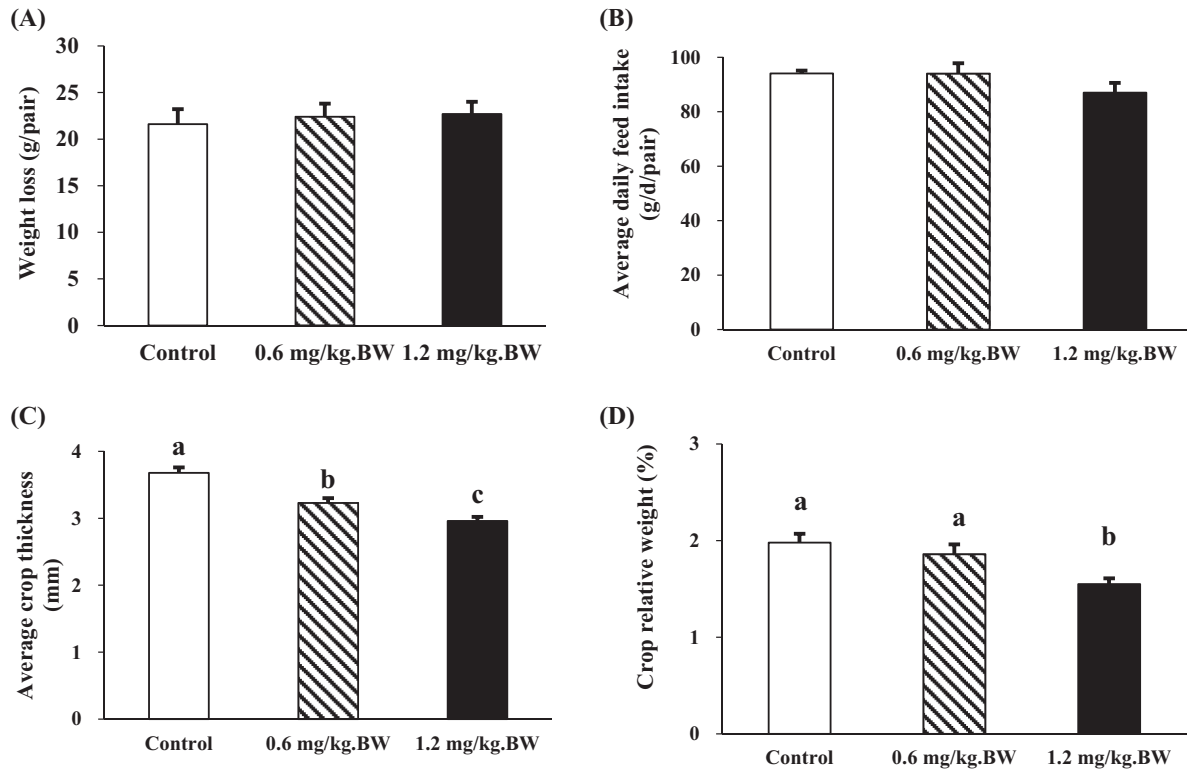 (A)
30
25
20
15
10
5
0
Weight loss (g/pair)
Control
0.6 mg/kg.BW
1.2 mg/kg.BW
(B)
100
80
60
40
20
0
Average daily feed intake
(g/d/pair)
Control
0.6 mg/kg.BW
1.2 mg/kg.BW
(C)
4
3
2
1
0
Average crop thickness
(mm)
a
b
c
Control
0.6 mg/kg.BW
1.2 mg/kg.BW
(D)
3
2
1
0
Crop relative weight (%)
a
a
b
Control
0.6 mg/kg.BW
1.2 mg/kg.BW